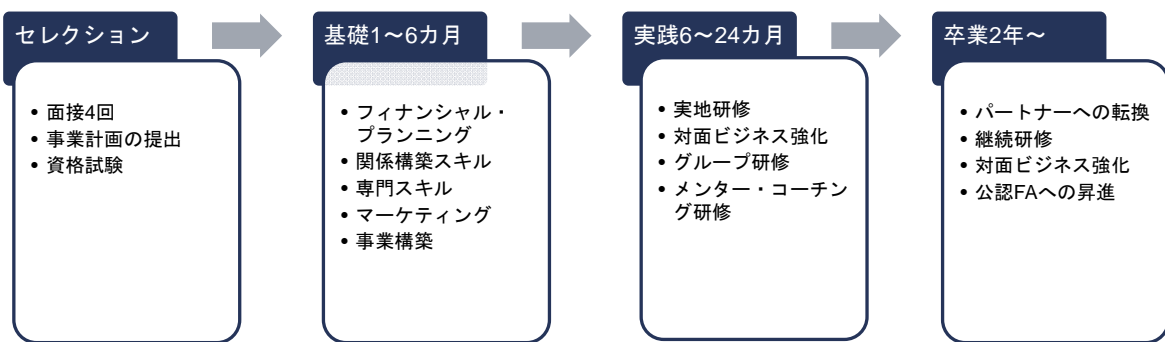 セレクション
• 面接4回
• 事業計画の提出
• 資格試験
基礎1～6カ月
• フィナンシャル・
プランニング
• 関係構築スキル
• 専門スキル
• マーケティング
• 事業構築
実践6～24カ月
• 実地研修
• 対面ビジネス強化
• グループ研修
• メンター・コーチン
グ研修
卒業2年～
• パートナーへの転換
• 継続研修
• 対面ビジネス強化
• 公認FAへの昇進